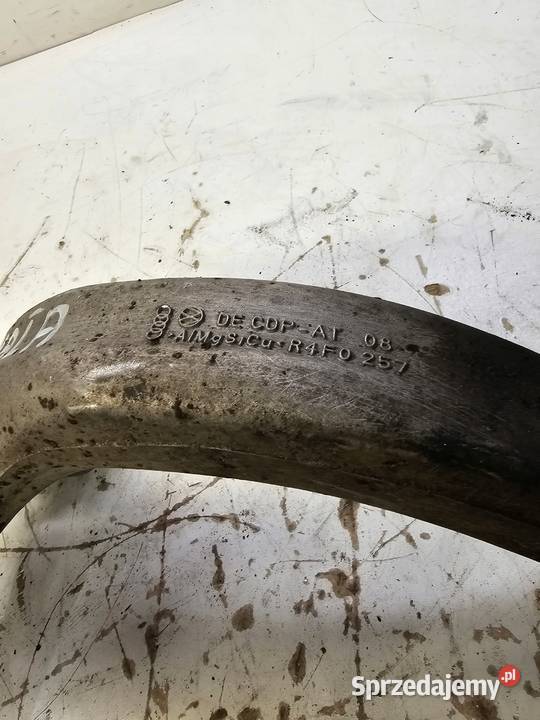 DE CDP-AT 08
AlMgSiCu-R4F0 257
Sprzedajemy.pl